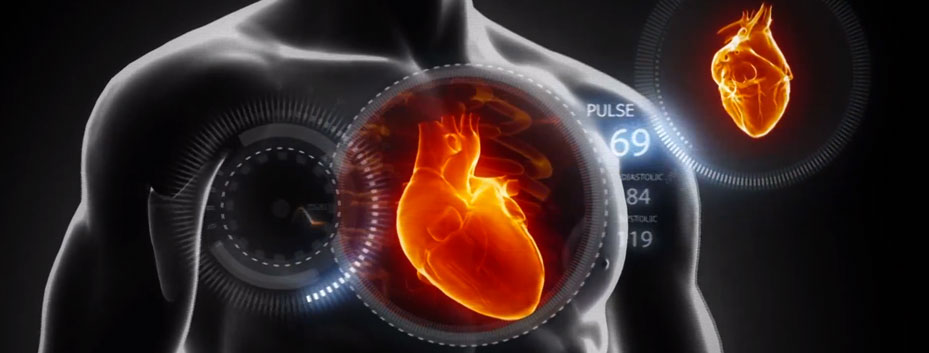 PULSE
69
DIASTOLIC
84
SYSTOLIC
119